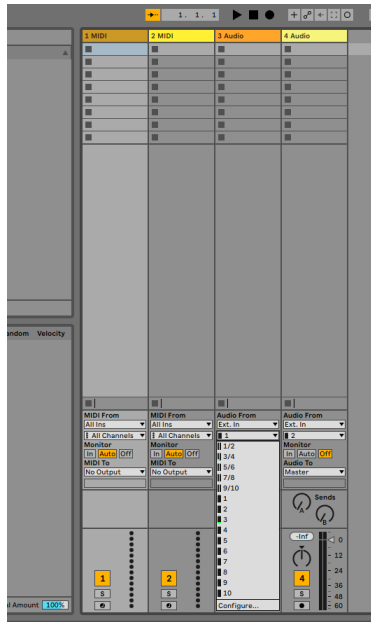 1. 1. 1
1 MIDI 2 MIDI 3 Audio 4 Audio
andom Velocity
MIDI From MIDI From Audio From Audio From
All Ins All Ins Ext. In Ext. In
All Channels All Channels 1 2
Monitor Monitor 1/2 Monitor
In Auto Off In Auto Off 3/4 In Auto Off
MIDI To MIDI To 5/6 Audio To
No Output No Output 7/8 Master
9/10
1
2 Sends
3 A B
4
5 -Inf 0
6 12
7 24
8 36
9 48
10 60
Configure...
1 2 4
S S S
l Amount 100%